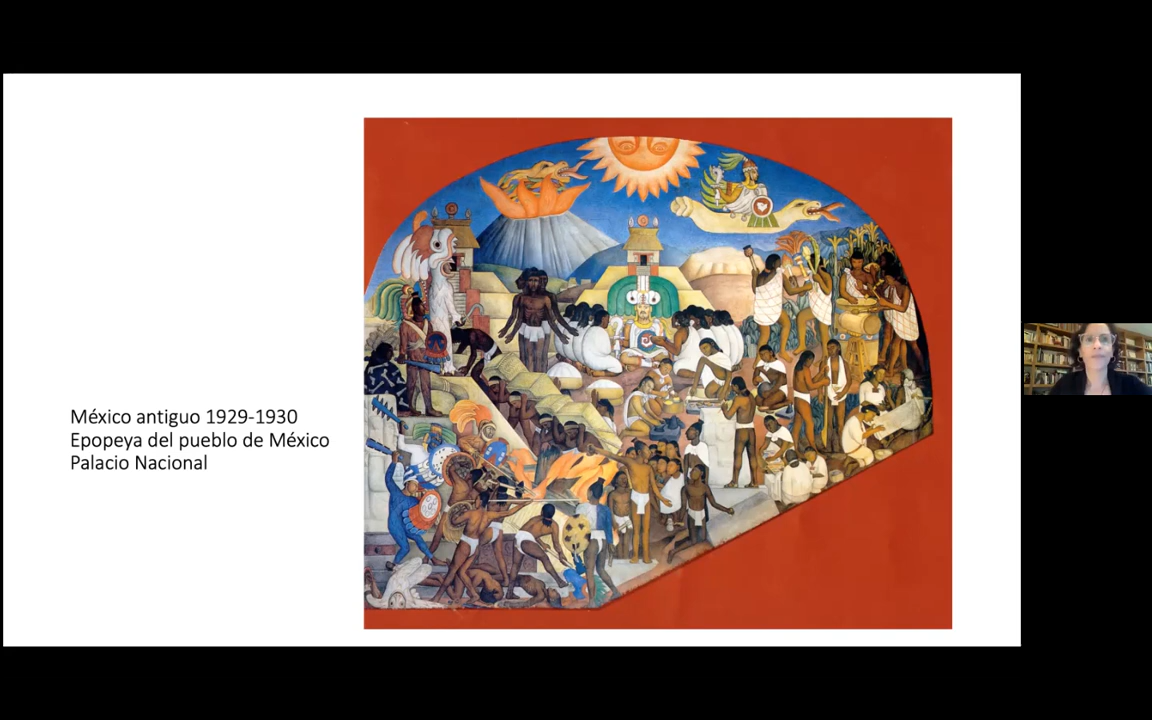 México antiguo 1929-1930
Epopeya del pueblo de México
Palacio Nacional